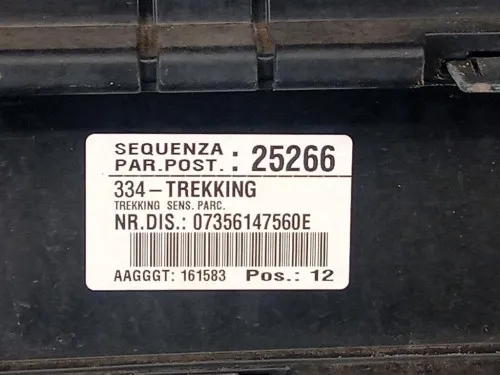 SEQUENZA
PAR.POST. : 25266
334-TREKKING
TREKKING SENS. PARC.
NR.DIS.: 07356147560E
AAGGGT: 161583 Pos.: 12